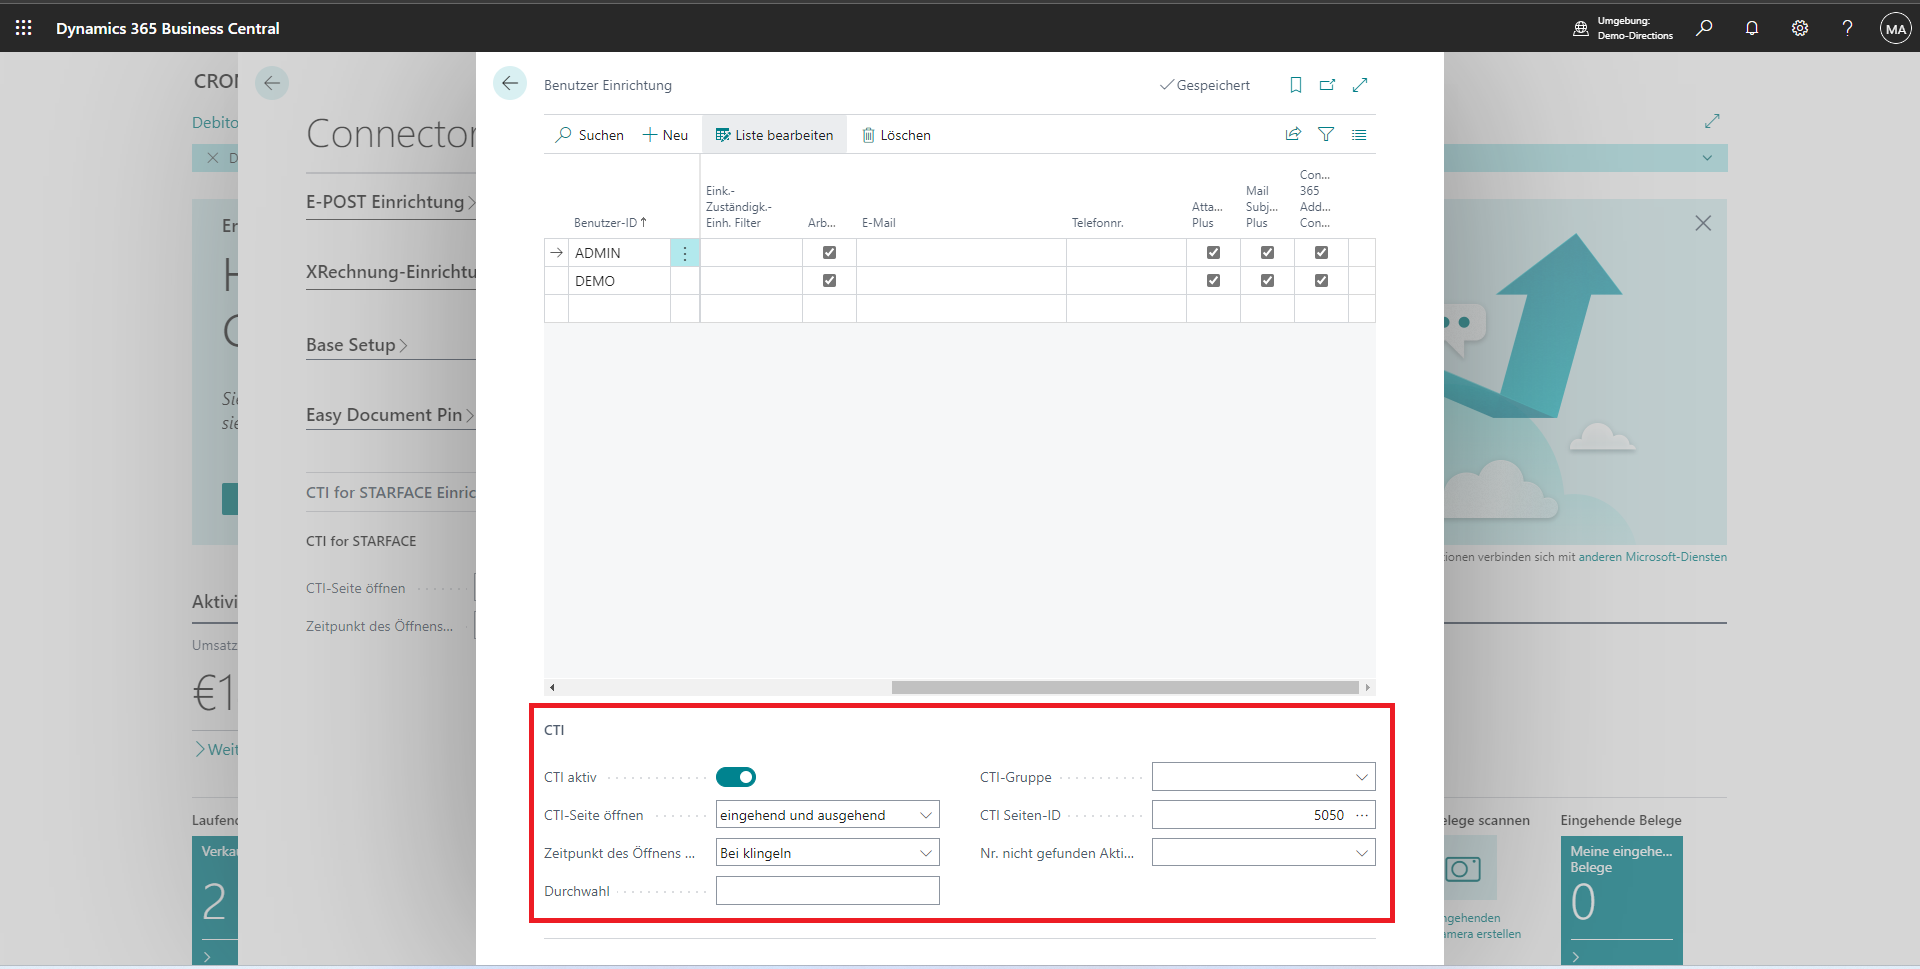 Dynamics 365 Business Central
Umgebung:
Demo-Directions
MA
CRON
Debito
D
Er
H
Sie
sie
Aktivi
Umsatz
€1
Weit
Laufend
Verkau
2
Connector
E-POST Einrichtung
XRechnung-Einrichtu
Base Setup
Easy Document Pin
CTI for STARFACE Einric
CTI for STARFACE
CTI-Seite öffnen
Zeitpunkt des Öffnens...
Benutzer Einrichtung
Gespeichert
Suchen
Neu
Liste bearbeiten
Löschen
Benutzer-ID ↑
Eink.-
Zuständigk.-
Einh. Filter
Arb...
E-Mail
Telefonnr.
Atta...
Plus
Mail
Subj...
Plus
Con...
365
Add...
Con...
ADMIN
DEMO
CTI
CTI aktiv
CTI-Seite öffnen
eingehend und ausgehend
Zeitpunkt des Öffnens ...
Bei klingeln
Durchwahl
CTI-Gruppe
CTI Seiten-ID
5050
Nr. nicht gefunden Akti...
tionen verbinden sich mit anderen Microsoft-Diensten
elege scannen
Eingehende Belege
ngehenden
amera erstellen
Meine eingehe...
Belege
0